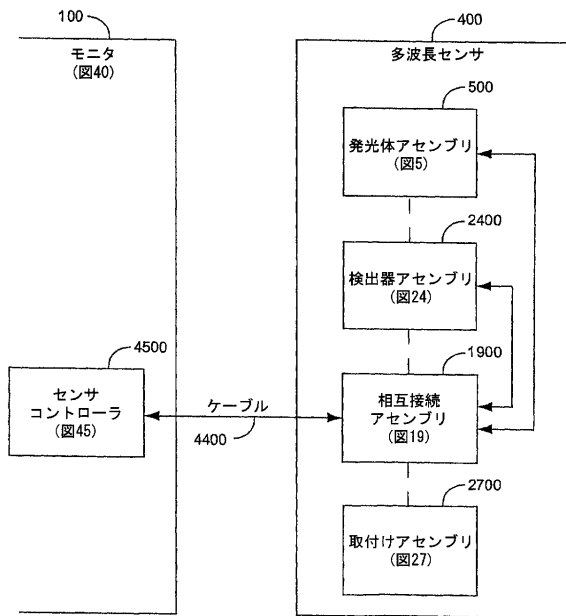 100
モニタ
(図40)
400
多波長センサ
500
発光体アセンブリ
(図5)
2400
検出器アセンブリ
(図24)
4500
センサ
コントローラ
(図45)
ケーブル
4400
1900
相互接続
アセンブリ
(図19)
2700
取付けアセンブリ
(図27)